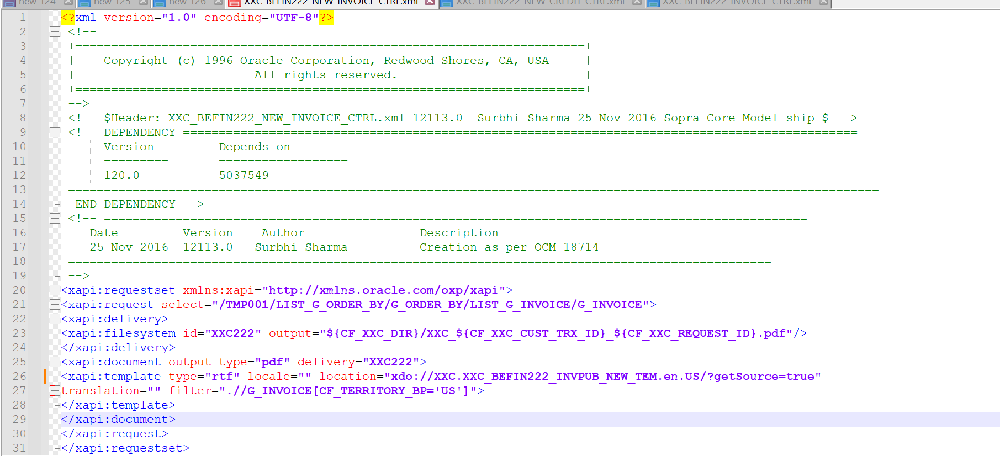 new 124 new 125 new 126 XXC_BEFIN222_NEW_INVOICE_CTRL.xml XXC_BEFIN222_NEW_CREDIT_CTRL.xml XXC_BEFIN222_INVOICE_CTRL.xml
1 <?xml version="1.0" encoding="UTF-8"?>
2 <!--
3 +=======================================================================+
4 |    Copyright (c) 1996 Oracle Corporation, Redwood Shores, CA, USA     |
5 |                         All rights reserved.                          |
6 +=======================================================================+
7 -->
8 <!-- $Header: XXC_BEFIN222_NEW_INVOICE_CTRL.xml 12113.0  Surbhi Sharma 25-Nov-2016 Sopra Core Model ship $ -->
9 <!-- DEPENDENCY ==============================================================================================
10      Version         Depends on
11      =========       ==================
12      120.0           5037549
13 =================================================================================================================
14  END DEPENDENCY -->
15 <!-- ==================================================================================================
16    Date         Version    Author                Description
17    25-Nov-2016  12113.0   Surbhi Sharma          Creation as per OCM-18714
18 ==================================================================================================
19 -->
20 <xapi:requestset xmlns:xapi="http://xmlns.oracle.com/oxp/xapi">
21 <xapi:request select="/TMP001/LIST_G_ORDER_BY/G_ORDER_BY/LIST_G_INVOICE/G_INVOICE">
22 <xapi:delivery>
23 <xapi:filesystem id="XXC222" output="${CF_XXC_DIR}/XXC_${CF_XXC_CUST_TRX_ID}_${CF_XXC_REQUEST_ID}.pdf"/>
24 </xapi:delivery>
25 <xapi:document output-type="pdf" delivery="XXC222">
26 <xapi:template type="rtf" locale="" location="xdo://XXC.XXC_BEFIN222_INVPUB_NEW_TEM.en.US/?getSource=true"
27 translation="" filter=".//G_INVOICE[CF_TERRITORY_BP='US']">
28 </xapi:template>
29 </xapi:document>
30 </xapi:request>
31 </xapi:requestset>